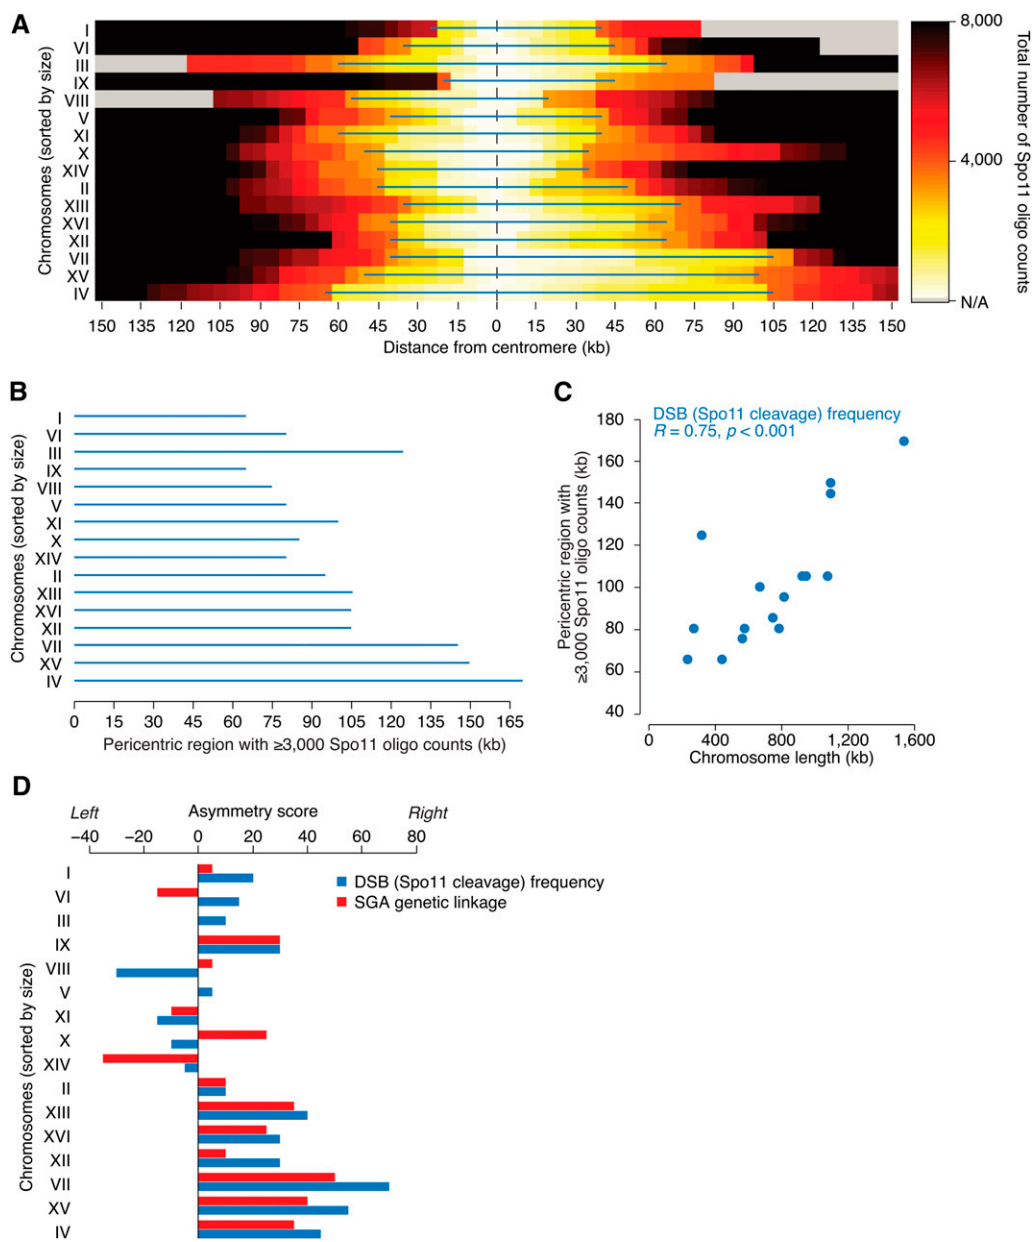 A
Chromosomes (sorted by size)
I
VI
III
IX
VIII
V
XI
X
XIV
II
XIII
XVI
XII
VII
XV
IV
150 135 120 105 90 75 60 45 30 15 0 15 30 45 60 75 90 105 120 135 150
Distance from centromere (kb)
8,000
4,000
N/A
Total number of Spo11 oligo counts
B
Chromosomes (sorted by size)
I
VI
III
IX
VIII
V
XI
X
XIV
II
XIII
XVI
XII
VII
XV
IV
0 15 30 45 60 75 90 105 120 135 150 165
Pericentric region with ≥3,000 Spo11 oligo counts (kb)
C
DSB (Spo11 cleavage) frequency
R = 0.75, p < 0.001
Pericentric region with
≥3,000 Spo11 oligo counts (kb)
180
160
140
120
100
80
60
40
0 400 800 1,200 1,600
Chromosome length (kb)
D
Left Asymmetry score Right
−40 −20 0 20 40 60 80
DSB (Spo11 cleavage) frequency
SGA genetic linkage
Chromosomes (sorted by size)
I
VI
III
IX
VIII
V
XI
X
XIV
II
XIII
XVI
XII
VII
XV
IV